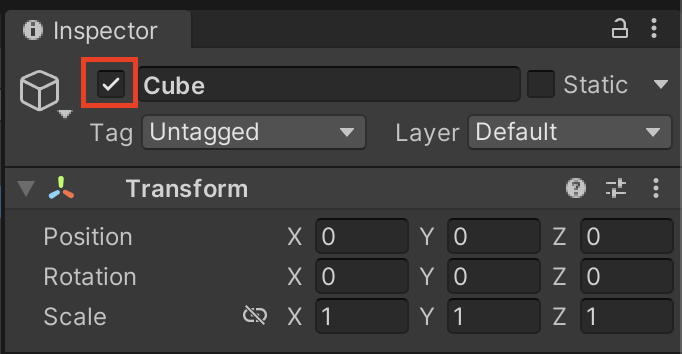 Inspector
Cube Static
Tag Untagged Layer Default
Transform
Position X 0 Y 0 Z 0
Rotation X 0 Y 0 Z 0
Scale X 1 Y 1 Z 1